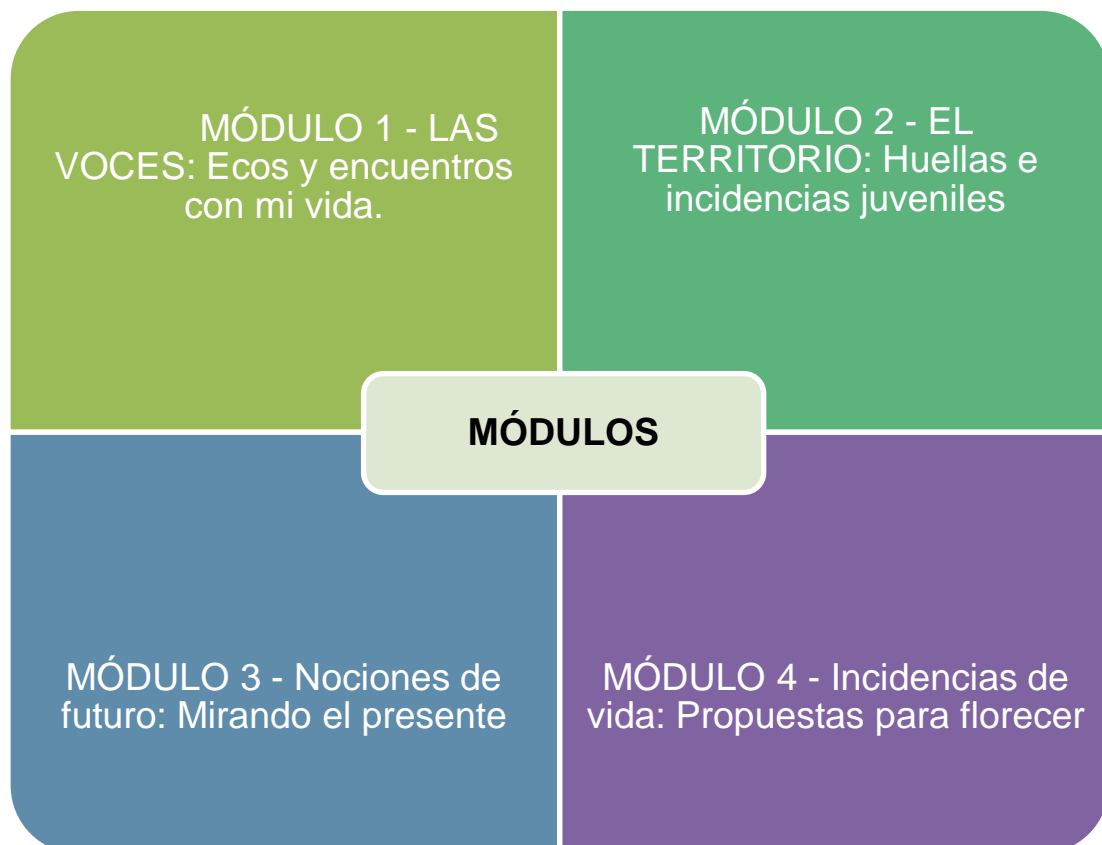 MÓDULO 1 - LAS
VOCES: Ecos y encuentros
con mi vida.
MÓDULO 2 - EL
TERRITORIO: Huellas e
incidencias juveniles
MÓDULOS
MÓDULO 3 - Nociones de
futuro: Mirando el presente
MÓDULO 4 - Incidencias de
vida: Propuestas para florecer